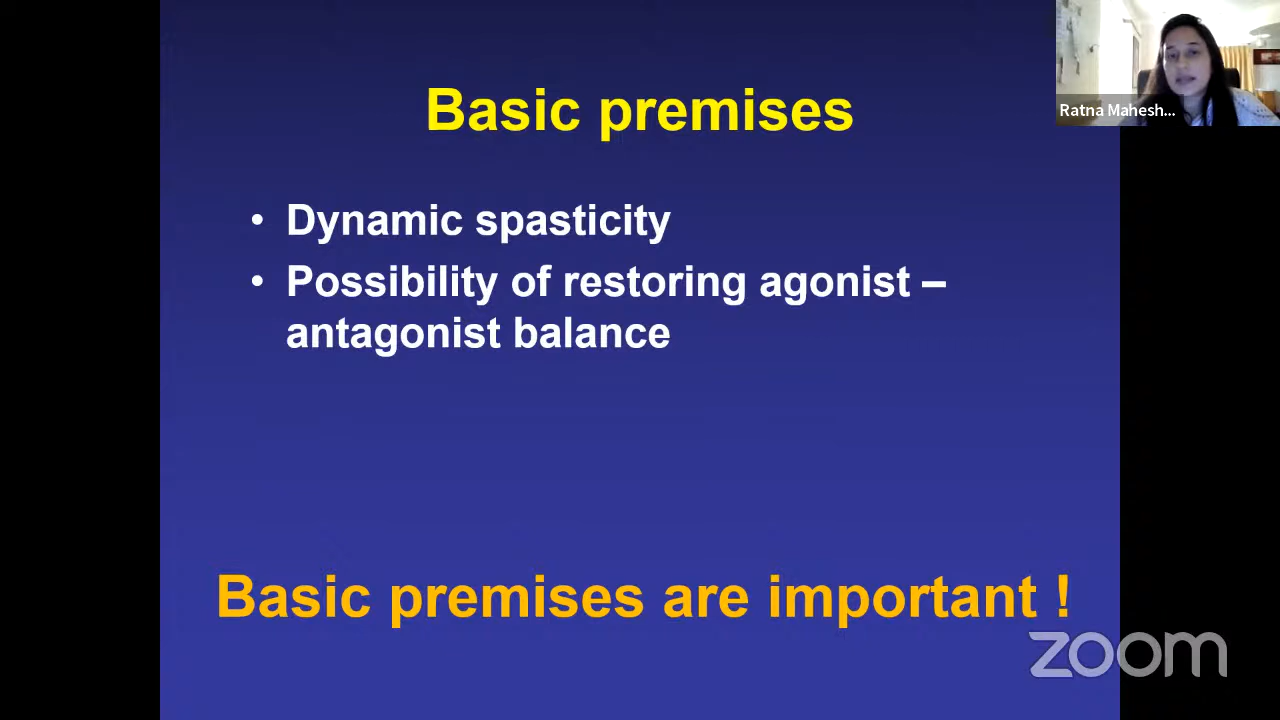 Basic premises
Ratna Mahesh...
• Dynamic spasticity
• Possibility of restoring agonist –
antagonist balance
Basic premises are important !
zoom